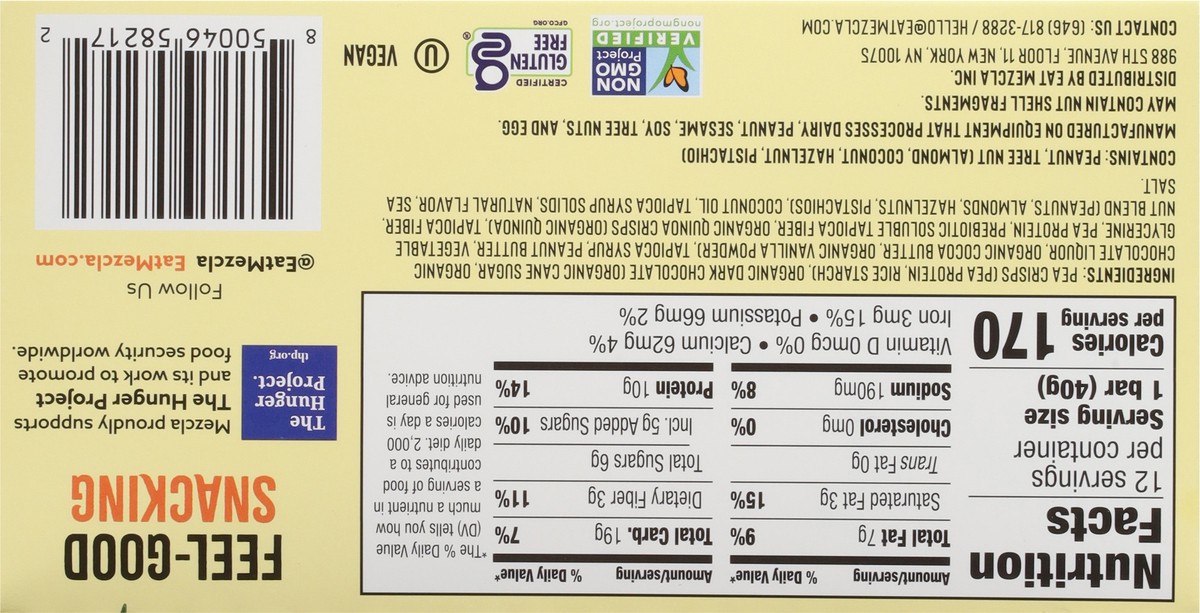 Nutrition
Facts
12 servings
per container
Serving size
1 bar (40g)
Calories
per serving
170
Amount/serving % Daily Value*
Total Fat 7g 9%
Saturated Fat 3g 15%
Trans Fat 0g
Cholesterol 0mg 0%
Sodium 190mg 8%
Amount/serving % Daily Value*
Total Carb. 19g 7%
Dietary Fiber 3g 11%
Total Sugars 6g
Incl. 5g Added Sugars 10%
Protein 10g 14%
Vitamin D 0mcg 0% • Calcium 62mg 4%
Iron 3mg 15% • Potassium 66mg 2%
*The % Daily Value
(DV) tells you how
much a nutrient in
a serving of food
contributes to a
daily diet. 2,000
calories a day is
used for general
nutrition advice.
INGREDIENTS: PEA CRISPS (PEA PROTEIN, RICE STARCH), ORGANIC DARK CHOCOLATE (ORGANIC CANE SUGAR, ORGANIC
CHOCOLATE LIQUOR, ORGANIC COCOA BUTTER, ORGANIC VANILLA POWDER), TAPIOCA SYRUP, PEANUT BUTTER, VEGETABLE
GLYCERINE, PEA PROTEIN, PREBIOTIC SOLUBLE TAPIOCA FIBER, ORGANIC QUINOA CRISPS (ORGANIC QUINOA), TAPIOCA FIBER,
NUT BLEND (PEANUTS, ALMONDS, HAZELNUTS, PISTACHIOS), COCONUT OIL, TAPIOCA SYRUP SOLIDS, NATURAL FLAVOR, SEA
SALT.
CONTAINS: PEANUT, TREE NUT (ALMOND, COCONUT, HAZELNUT, PISTACHIO)
MANUFACTURED ON EQUIPMENT THAT PROCESSES DAIRY, PEANUT, SESAME, SOY, TREE NUTS, AND EGG.
MAY CONTAIN NUT SHELL FRAGMENTS.
DISTRIBUTED BY EAT MEZCLA INC.
988 5TH AVENUE, FLOOR 11, NEW YORK, NY 10075
CONTACT US: (646) 817-3288 / HELLO@EATMEZCLA.COM
NON
GMO
Project
VERIFIED
nongmoproject.org
CERTIFIED
GLUTEN
FREE
®
GFCO.ORG
U
VEGAN
FEEL-GOOD
SNACKING
The
Hunger
Project.
thp.org
Mezcla proudly supports
The Hunger Project
and its work to promote
food security worldwide.
Follow Us
@EatMezcla EatMezcla.com
8 50046 58217 2